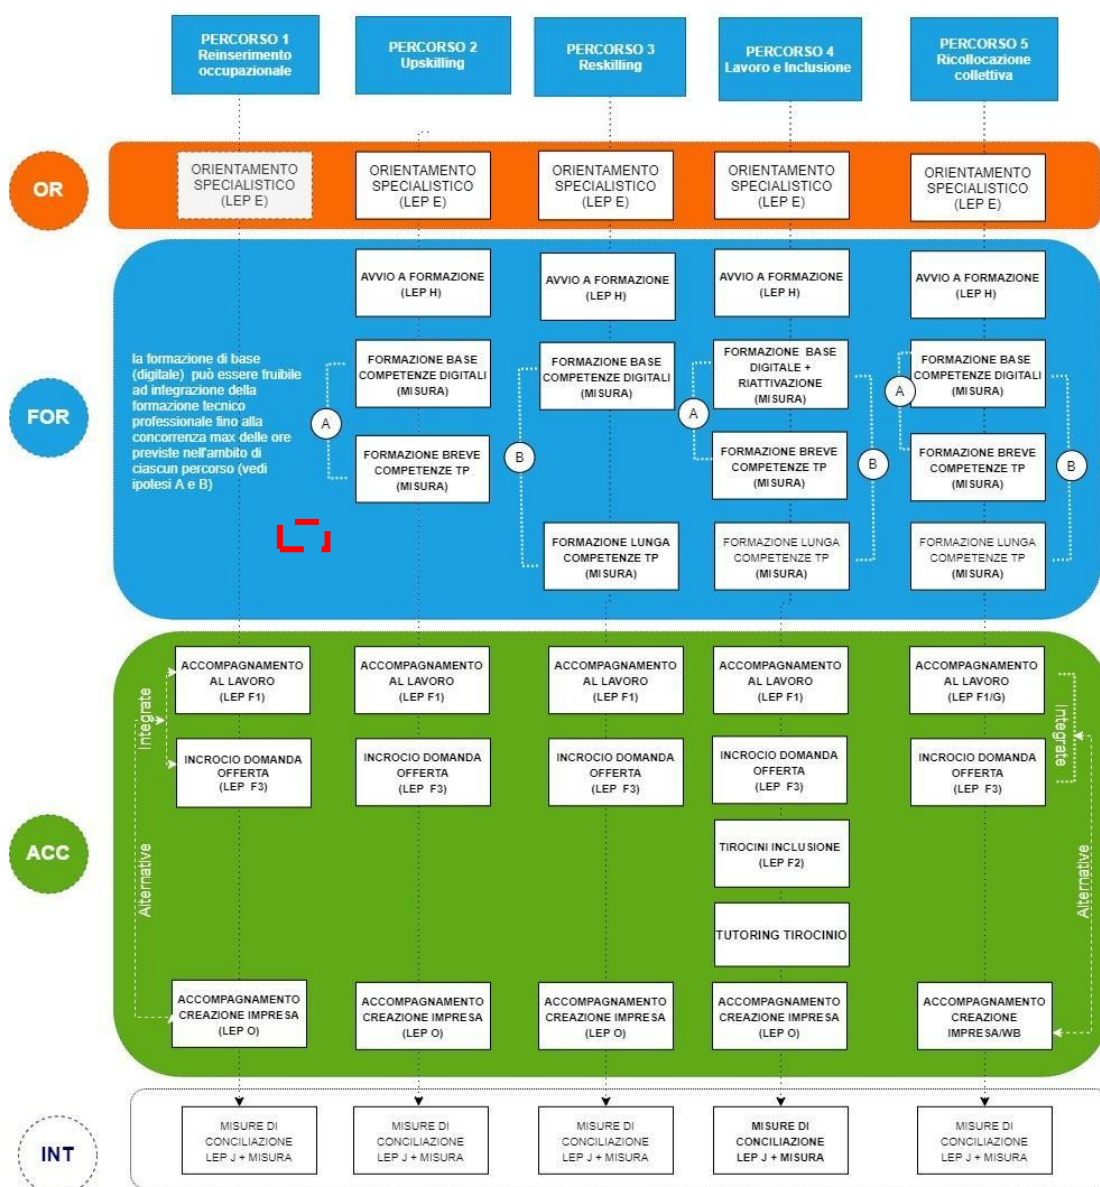 PERCORSO 1
Reinserimento
occupazionale
PERCORSO 2
Upskilling
PERCORSO 3
Reskilling
PERCORSO 4
Lavoro e Inclusione
PERCORSO 5
Ricollocazione
collettiva
OR
ORIENTAMENTO
SPECIALISTICO
(LEP E)
ORIENTAMENTO
SPECIALISTICO
(LEP E)
ORIENTAMENTO
SPECIALISTICO
(LEP E)
ORIENTAMENTO
SPECIALISTICO
(LEP E)
ORIENTAMENTO
SPECIALISTICO
(LEP E)
FOR
la formazione di base
(digitale) può essere fruibile
ad integrazione della
formazione tecnico
professionale fino alla
concorrenza max delle ore
previste nell'ambito di
ciascun percorso (vedi
ipotesi A e B)
AVVIO A FORMAZIONE
(LEP H)
AVVIO A FORMAZIONE
(LEP H)
AVVIO A FORMAZIONE
(LEP H)
AVVIO A FORMAZIONE
(LEP H)
A
FORMAZIONE BASE
COMPETENZE DIGITALI
(MISURA)
B
FORMAZIONE BASE
COMPETENZE DIGITALI
(MISURA)
A
FORMAZIONE BASE
DIGITALE +
RIATTIVAZIONE
(MISURA)
B
A
FORMAZIONE BASE
COMPETENZE DIGITALI
(MISURA)
B
FORMAZIONE BREVE
COMPETENZE TP
(MISURA)
FORMAZIONE BREVE
COMPETENZE TP
(MISURA)
FORMAZIONE BREVE
COMPETENZE TP
(MISURA)
FORMAZIONE LUNGA
COMPETENZE TP
(MISURA)
FORMAZIONE LUNGA
COMPETENZE TP
(MISURA)
FORMAZIONE LUNGA
COMPETENZE TP
(MISURA)
ACC
Integrate
Alternative
ACCOMPAGNAMENTO
AL LAVORO
(LEP F1)
ACCOMPAGNAMENTO
AL LAVORO
(LEP F1)
ACCOMPAGNAMENTO
AL LAVORO
(LEP F1)
ACCOMPAGNAMENTO
AL LAVORO
(LEP F1)
ACCOMPAGNAMENTO
AL LAVORO
(LEP F1/G)
Integrate
Alternative
INCROCIO DOMANDA
OFFERTA
(LEP F3)
INCROCIO DOMANDA
OFFERTA
(LEP F3)
INCROCIO DOMANDA
OFFERTA
(LEP F3)
INCROCIO DOMANDA
OFFERTA
(LEP F3)
INCROCIO DOMANDA
OFFERTA
(LEP F3)
TIROCINI INCLUSIONE
(LEP F2)
TUTORING TIROCINIO
ACCOMPAGNAMENTO
CREAZIONE IMPRESA
(LEP O)
ACCOMPAGNAMENTO
CREAZIONE IMPRESA
(LEP O)
ACCOMPAGNAMENTO
CREAZIONE IMPRESA
(LEP O)
ACCOMPAGNAMENTO
CREAZIONE IMPRESA
(LEP O)
ACCOMPAGNAMENTO
CREAZIONE
IMPRESA/WB
INT
MISURE DI
CONCILIAZIONE
LEP J + MISURA
MISURE DI
CONCILIAZIONE
LEP J + MISURA
MISURE DI
CONCILIAZIONE
LEP J + MISURA
MISURE DI
CONCILIAZIONE
LEP J + MISURA
MISURE DI
CONCILIAZIONE
LEP J + MISURA